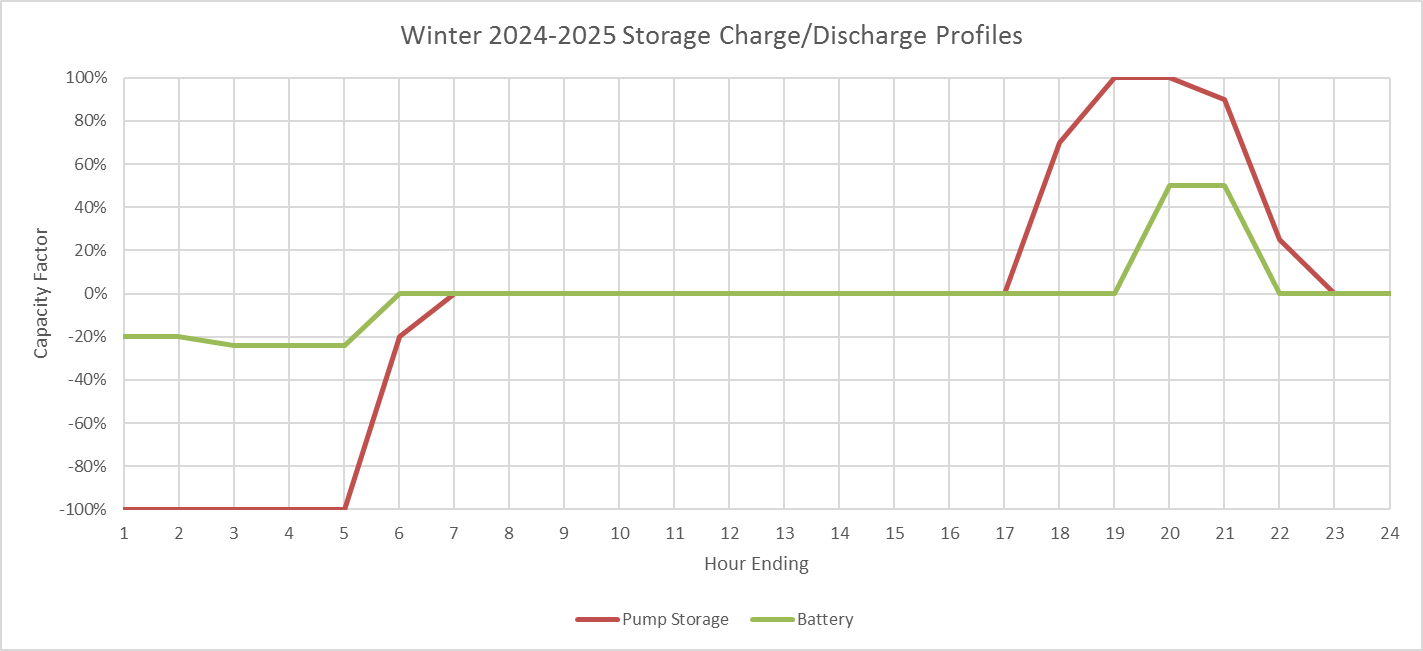 Winter 2024-2025 Storage Charge/Discharge Profiles
100%
80%
60%
40%
20%
0%
-20%
-40%
-60%
-80%
-100%
Capacity Factor
1 2 3 4 5 6 7 8 9 10 11 12 13 14 15 16 17 18 19 20 21 22 23 24
Hour Ending
Pump Storage Battery